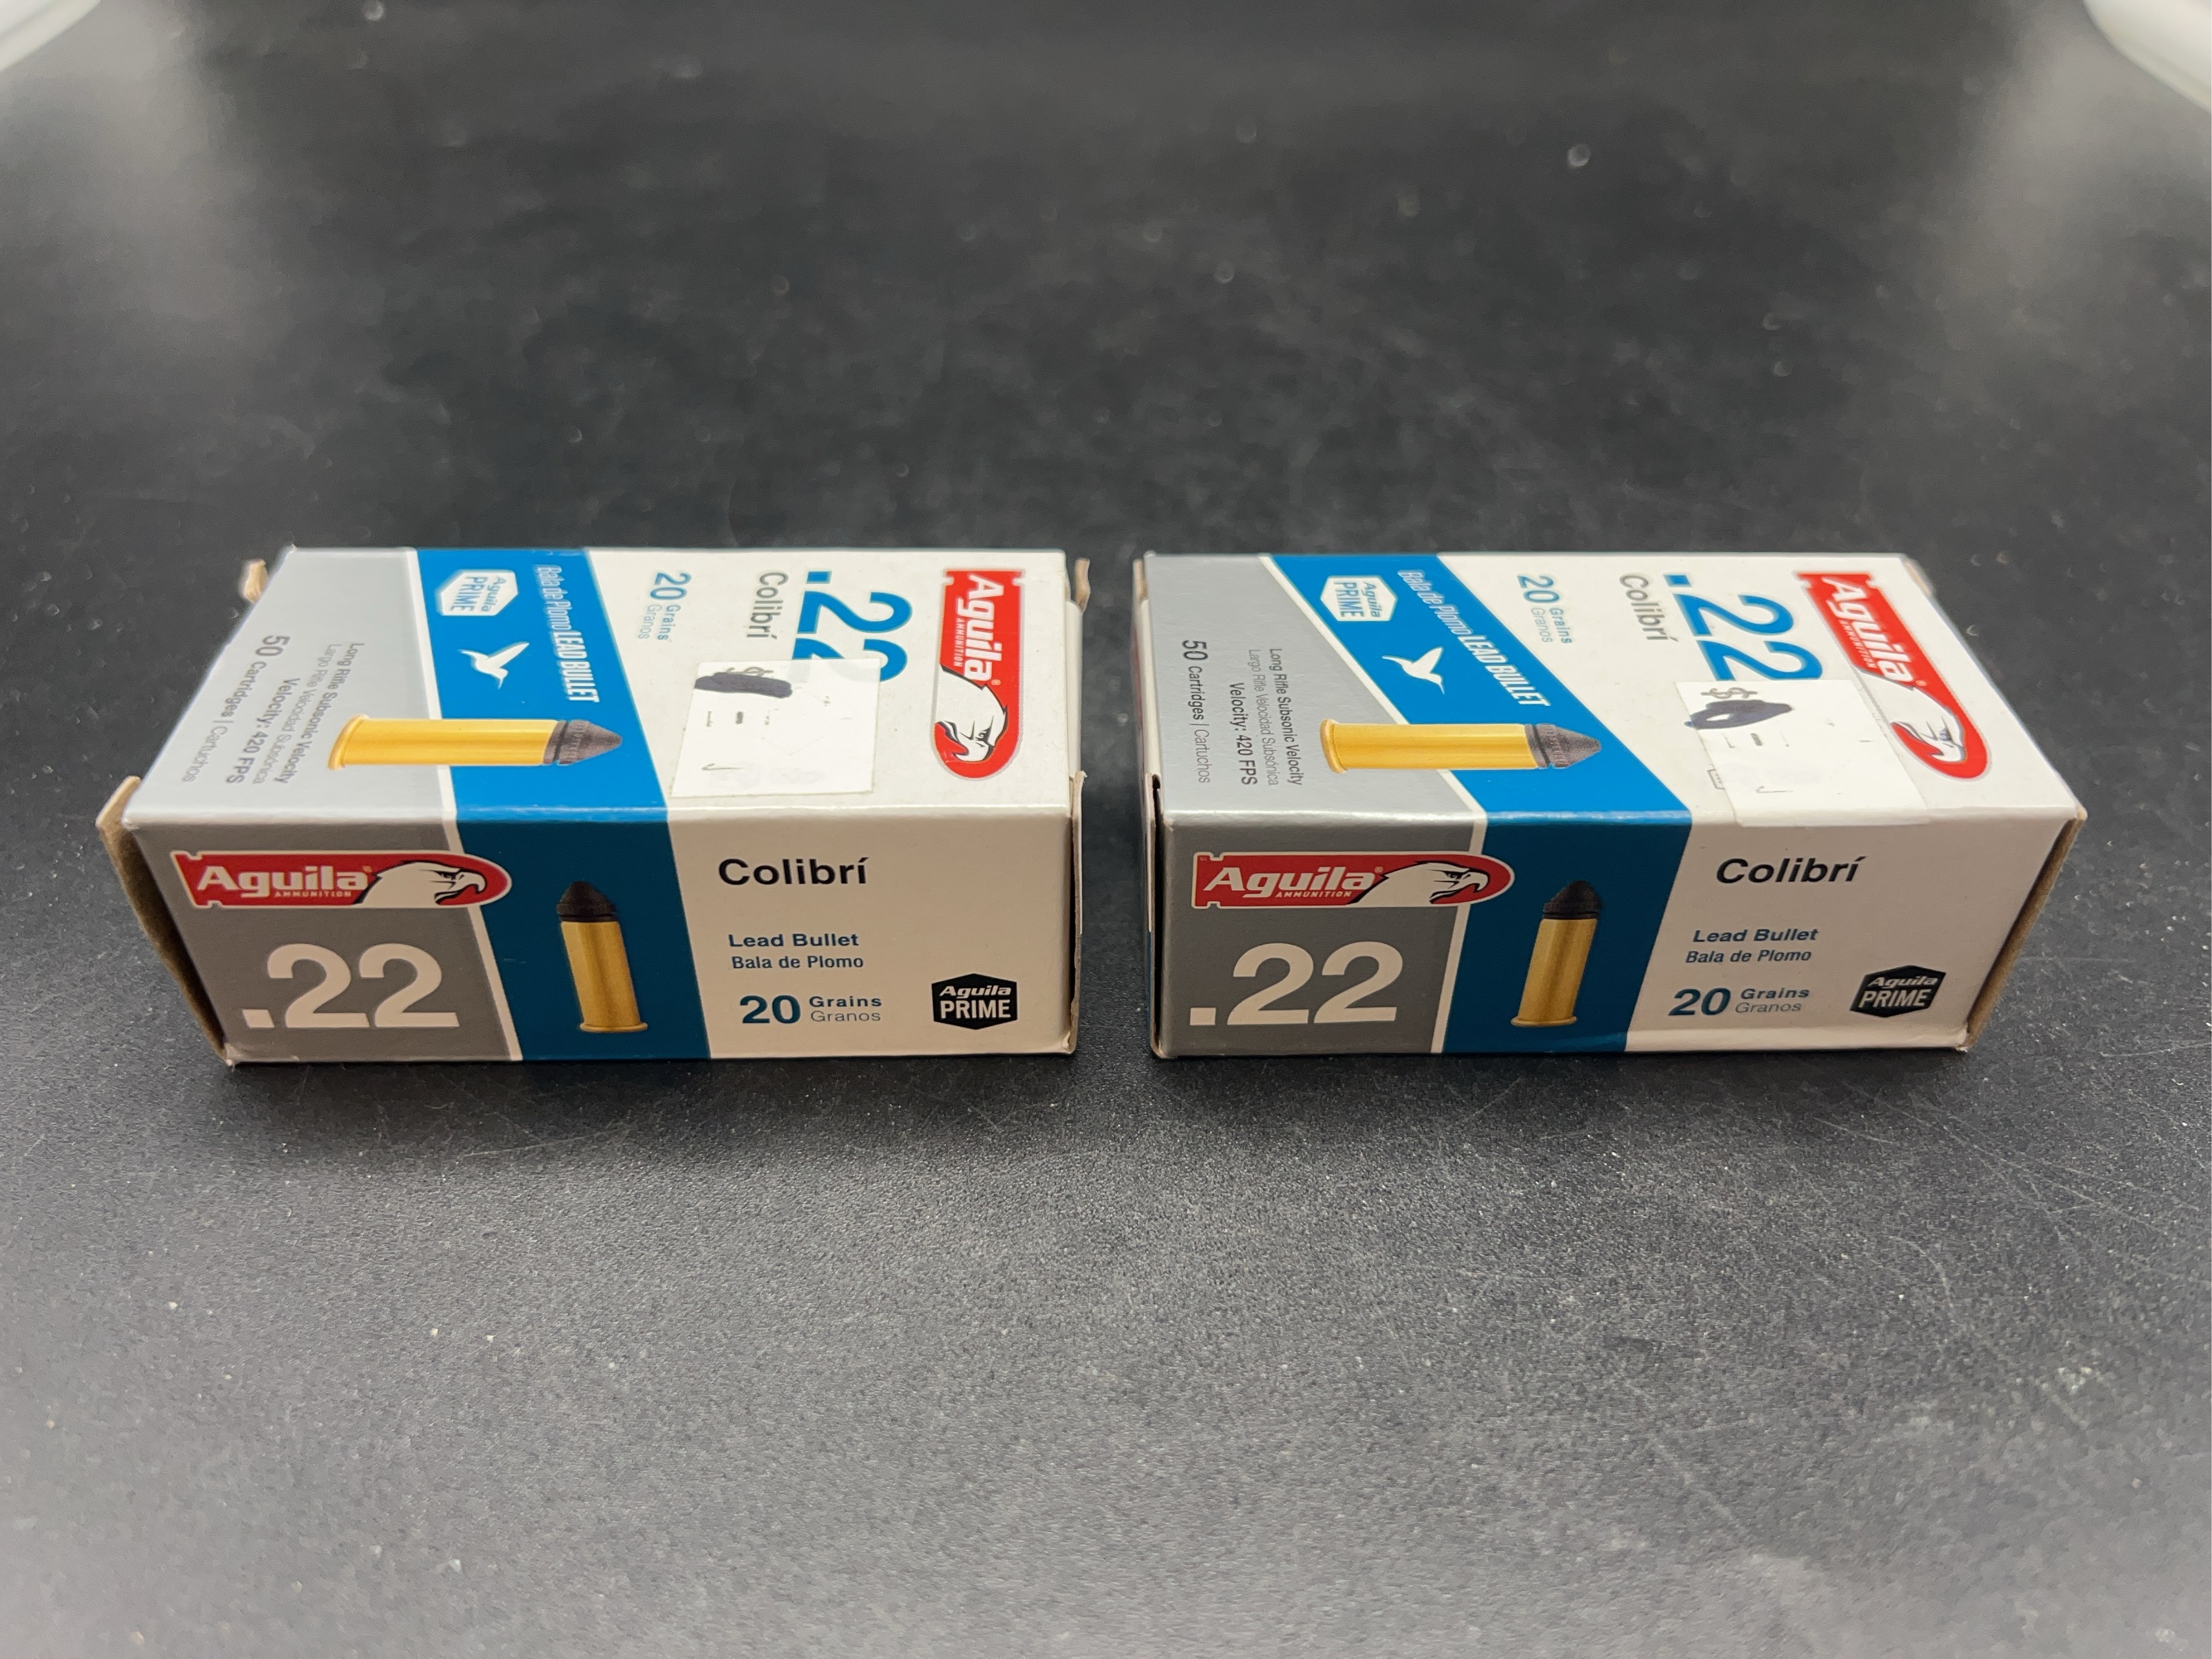 Aguila®
AMMUNITION
.22
Colibrí
20 Grains
Granos
Bala de Plomo LEAD BULLET
Aguila
PRIME
Long Rifle Subsonic Velocity
Largo Rifle Velocidad Subsónica
Velocity: 420 FPS
50 Cartridges | Cartuchos
$
Aguila®
AMMUNITION
.22
Colibrí
Lead Bullet
Bala de Plomo
20 Grains
Granos
Aguila
PRIME
Aguila®
AMMUNITION
.22
Colibrí
20 Grains
Granos
Bala de Plomo LEAD BULLET
Aguila
PRIME
Long Rifle Subsonic Velocity
Largo Rifle Velocidad Subsónica
Velocity: 420 FPS
50 Cartridges | Cartuchos
$
Aguila®
AMMUNITION
.22
Colibrí
Lead Bullet
Bala de Plomo
20 Grains
Granos
Aguila
PRIME